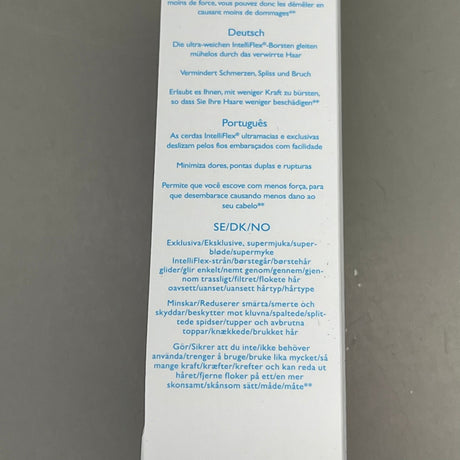 moins de force, vous pouvez donc les démêler en
causant moins de dommages**
Deutsch
Die ultra-weichen IntelliFlex®-Borsten gleiten
mühelos durch das verwirrte Haar
Vermindert Schmerzen, Spliss und Bruch
Erlaubt es Ihnen, mit weniger Kraft zu bürsten,
so dass Sie Ihre Haare weniger beschädigen**
Português
As cerdas IntelliFlex® ultramacias e exclusivas
deslizam pelos fios embaraçados com facilidade
Minimiza dores, pontas duplas e rupturas
Permite que você escove com menos força, para
que desembarace causando menos dano ao
seu cabelo**
SE/DK/NO
Exklusiva/Eksklusive, supermjuka/super-
bløde/supermyke
IntelliFlex-strån/børstegår/børstehår
glider/glir enkelt/nemt genom/gennem/gjen-
nom trassligt/filtret/flokete hår
oavsett/uanset/uansett hårtyp/hårtype
Minskar/Reduserer smärta/smerte och
skyddar/beskytter mot kluvna/spaltede/split-
tede spidser/tupper och avbrutna
toppar/knækkede/brukket hår
Gör/Sikrer att du inte/ikke behöver
använda/trenger å bruge/bruke lika mycket/så
mange kraft/kræfter/krefter och kan reda ut
håret/fjerne floker på ett/en mer
skonsamt/skånsom sätt/måde/måte**